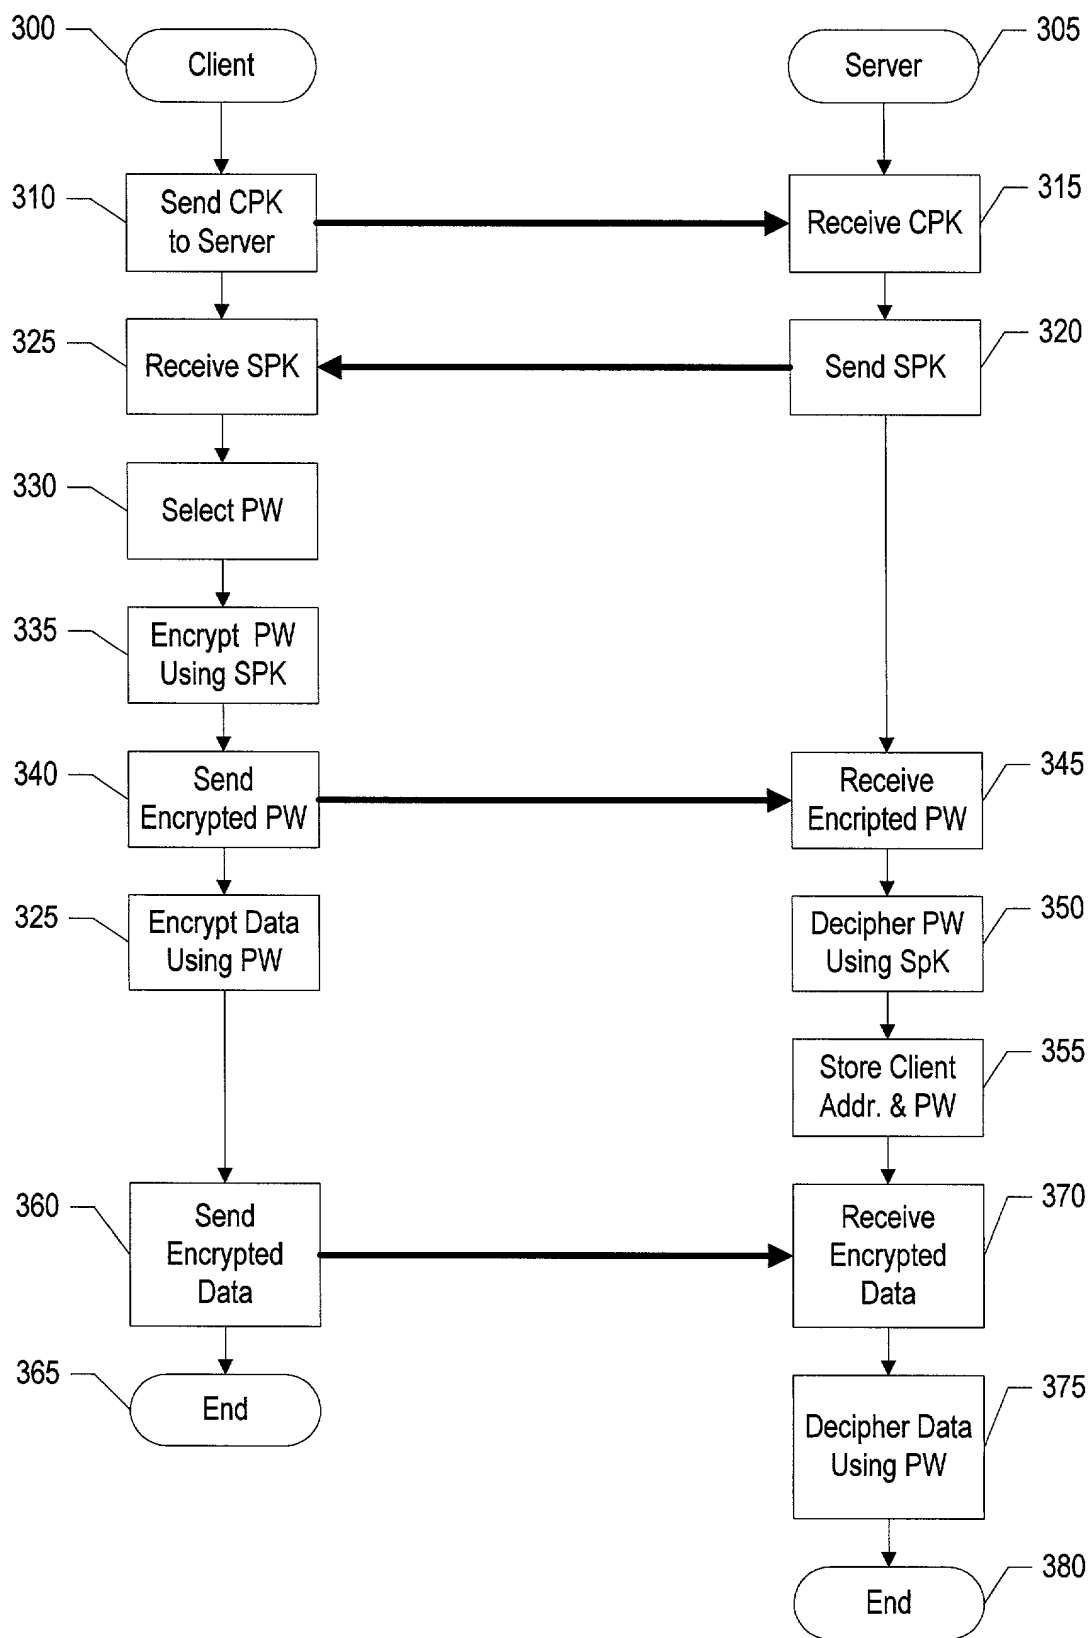 300
Client
Server
305
310
Send CPK
to Server
Receive CPK
315
325
Receive SPK
Send SPK
320
330
Select PW
335
Encrypt PW
Using SPK
340
Send
Encrypted PW
Receive
Encripted PW
345
325
Encrypt Data
Using PW
Decipher PW
Using SpK
350
Store Client
Addr. & PW
355
360
Send
Encrypted
Data
Receive
Encrypted
Data
370
365
End
Decipher Data
Using PW
375
End
380